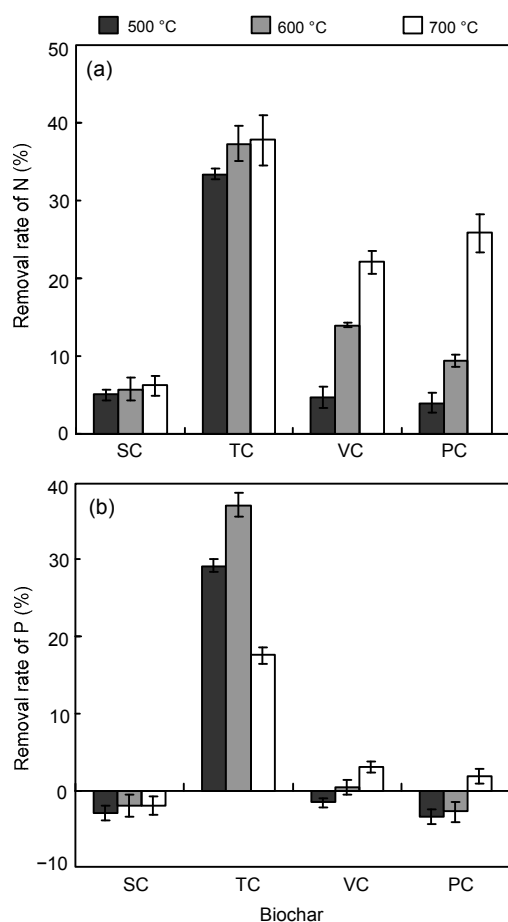 500 °C 600 °C 700 °C
(a)
Removal rate of N (%)
50
40
30
20
10
0
SC TC VC PC
(b)
Removal rate of P (%)
40
30
20
10
0
−10
SC TC VC PC
Biochar